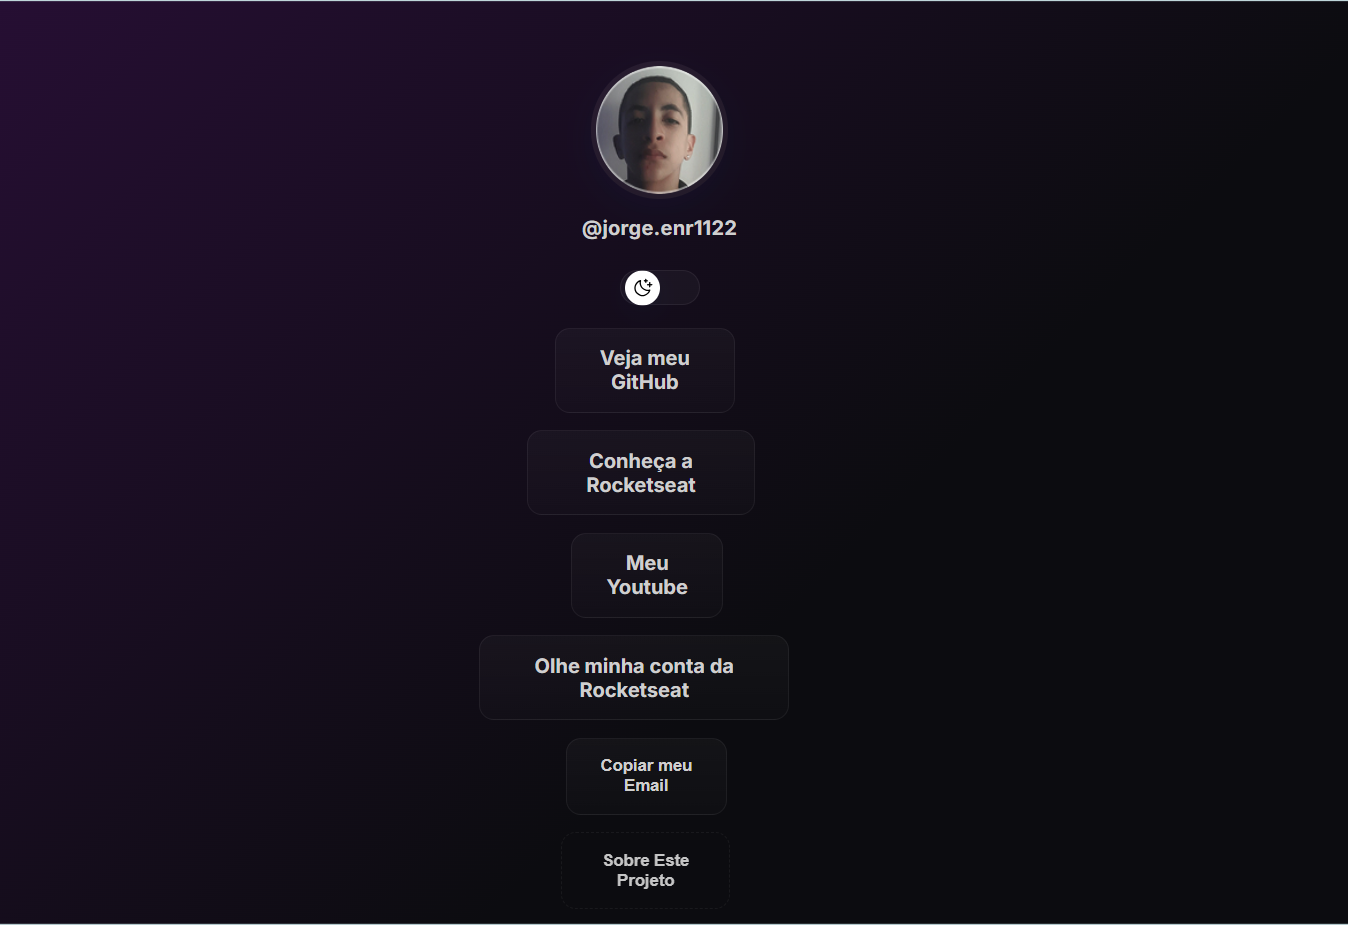 @jorge.enr1122
Veja meu
GitHub
Conheça a
Rocketseat
Meu
Youtube
Olhe minha conta da
Rocketseat
Copiar meu
Email
Sobre Este
Projeto